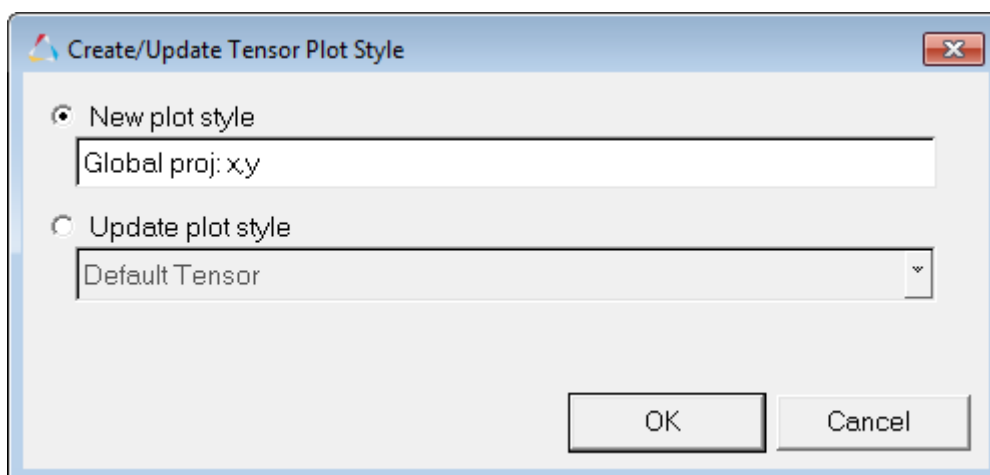 Create/Update Tensor Plot Style
New plot style
Global proj: x,y
Update plot style
Default Tensor
OK
Cancel